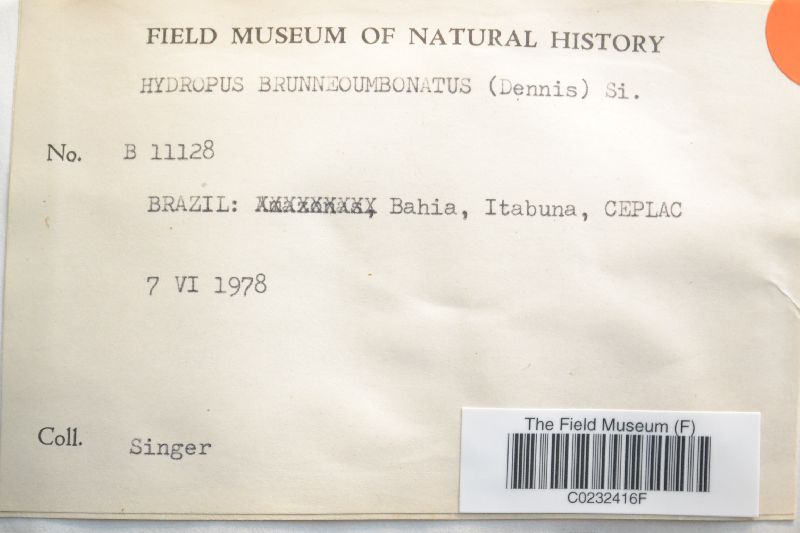 FIELD MUSEUM OF NATURAL HISTORY
HYDROPUS BRUNNEOUMBONATUS (Dennis) Si.
No. B 11128
BRAZIL: Amazonas, Bahia, Itabuna, CEPLAC
7 VI 1978
Coll. Singer
The Field Museum (F)
C0232416F